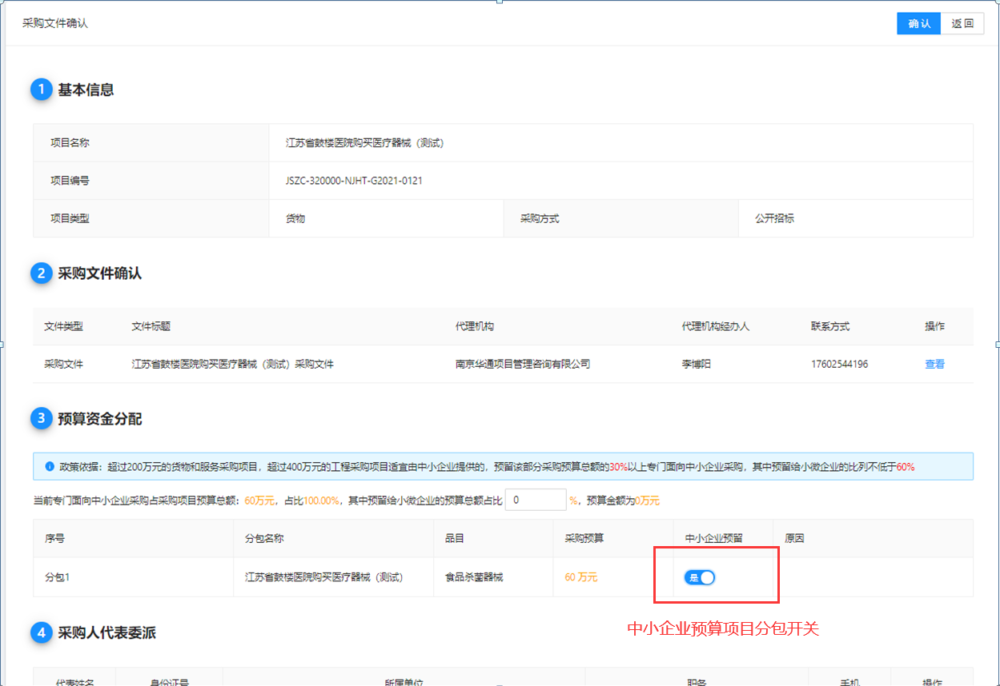 采购文件确认
确 认 返 回
1 基本信息
项目名称 江苏省鼓楼医院购买医疗器械（测试）
项目编号 JSZC-320000-NJHT-G2021-0121
项目类型 货物 采购方式 公开招标
2 采购文件确认
文件类型 文件标题 代理机构 代理机构经办人 联系方式 操作
采购文件 江苏省鼓楼医院购买医疗器械（测试）采购文件 南京华通项目管理咨询有限公司 李博阳 17602544196 查看
3 预算资金分配
政策依据：超过200万元的货物和服务采购项目，超过400万元的工程采购项目适宜由中小企业提供的，预留该部分采购预算总额的30%以上专门面向中小企业采购，其中预留给小微企业的比列不低于60%
当前专门面向中小企业采购占采购项目预算总额：60万元，占比100.00%，其中预留给小微企业的预算总额占比 0 %，预算金额为0万元
序号 分包名称 品目 采购预算 中小企业预留 原因
分包1 江苏省鼓楼医院购买医疗器械（测试） 食品杀菌器械 60 万元 是
中小企业预算项目分包开关
4 采购人代表委派
代表姓名 身份证号 所属单位 职务 手机 操作